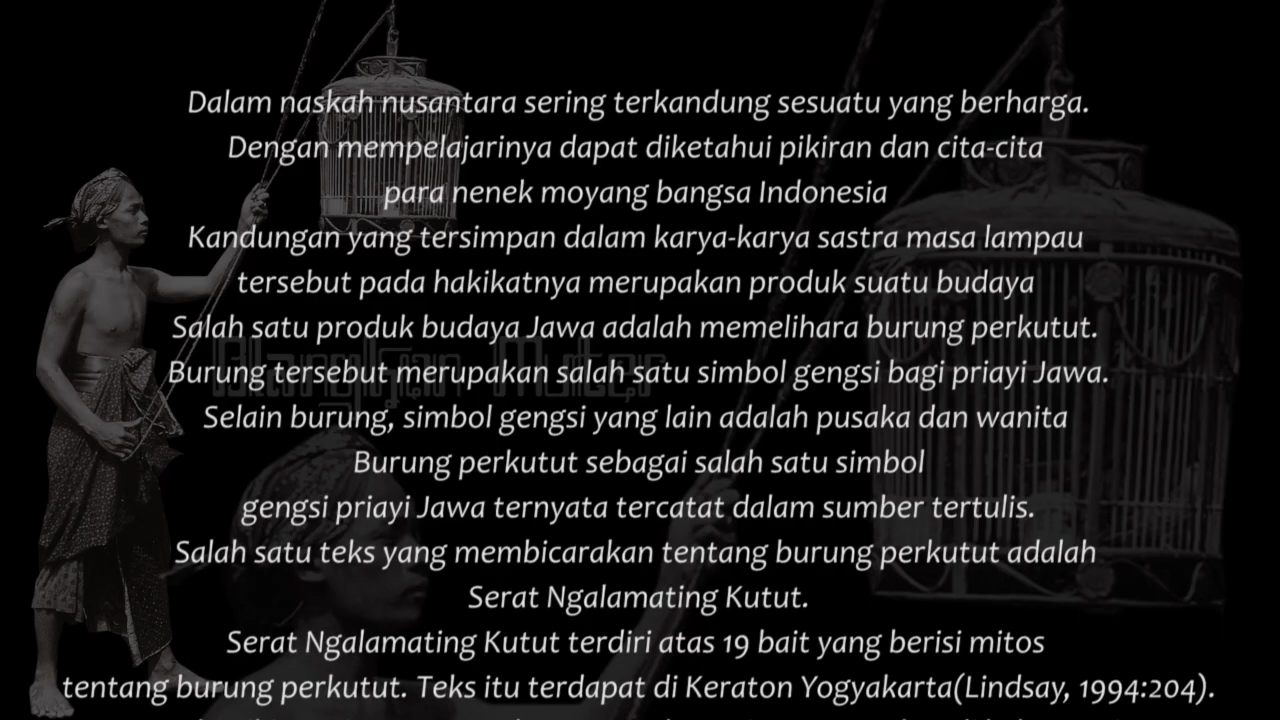 Dalam naskah nusantara sering terkandung sesuatu yang berharga.
Dengan mempelajarinya dapat diketahui pikiran dan cita-cita
para nenek moyang bangsa Indonesia
Kandungan yang tersimpan dalam karya-karya sastra masa lampau
tersebut pada hakikatnya merupakan produk suatu budaya
Salah satu produk budaya Jawa adalah memelihara burung perkutut.
Burung tersebut merupakan salah satu simbol gengsi bagi priayi Jawa.
Selain burung, simbol gengsi yang lain adalah pusaka dan wanita
Burung perkutut sebagai salah satu simbol
gengsi priayi Jawa ternyata tercatat dalam sumber tertulis.
Salah satu teks yang membicarakan tentang burung perkutut adalah
Serat Ngalamating Kutut.
Serat Ngalamating Kutut terdiri atas 19 bait yang berisi mitos
tentang burung perkutut. Teks itu terdapat di Keraton Yogyakarta(Lindsay, 1994:204).